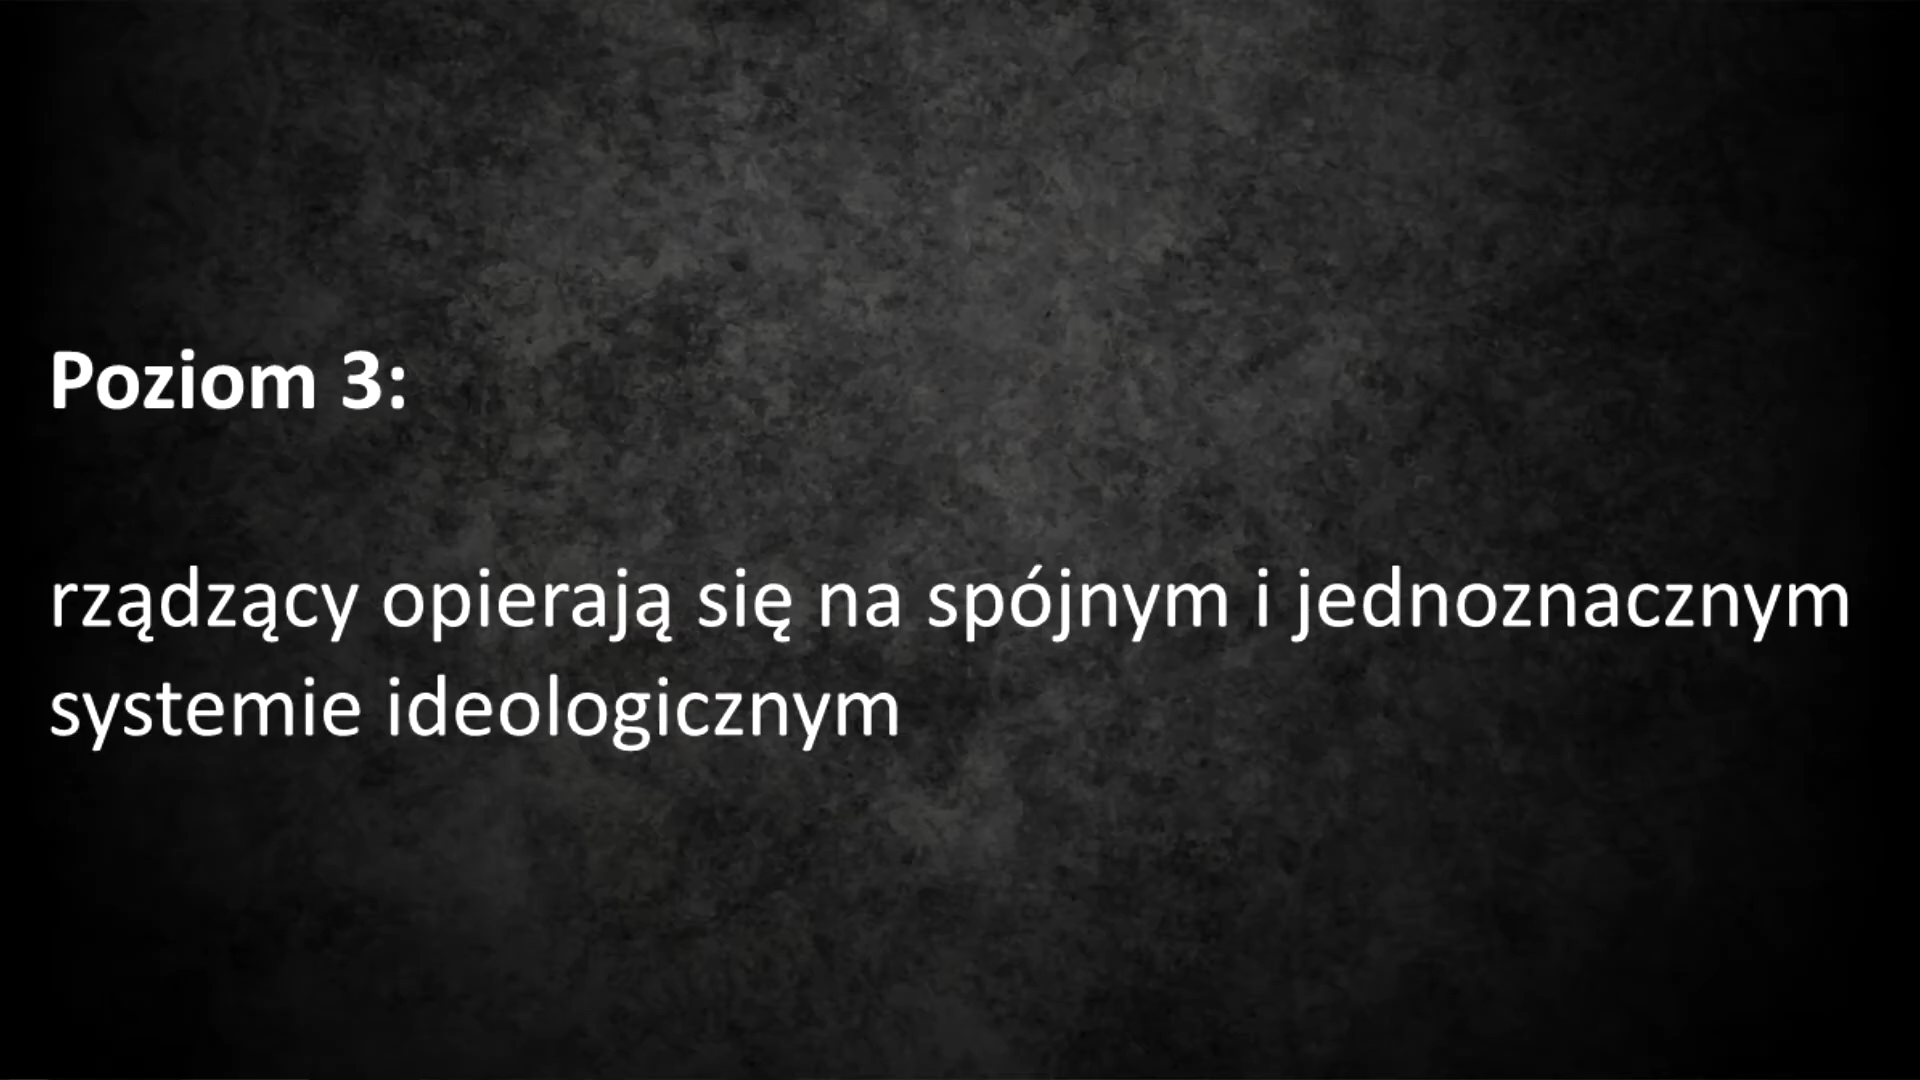 Poziom 3:
rządzący opierają się na spójnym i jednoznacznym
systemie ideologicznym